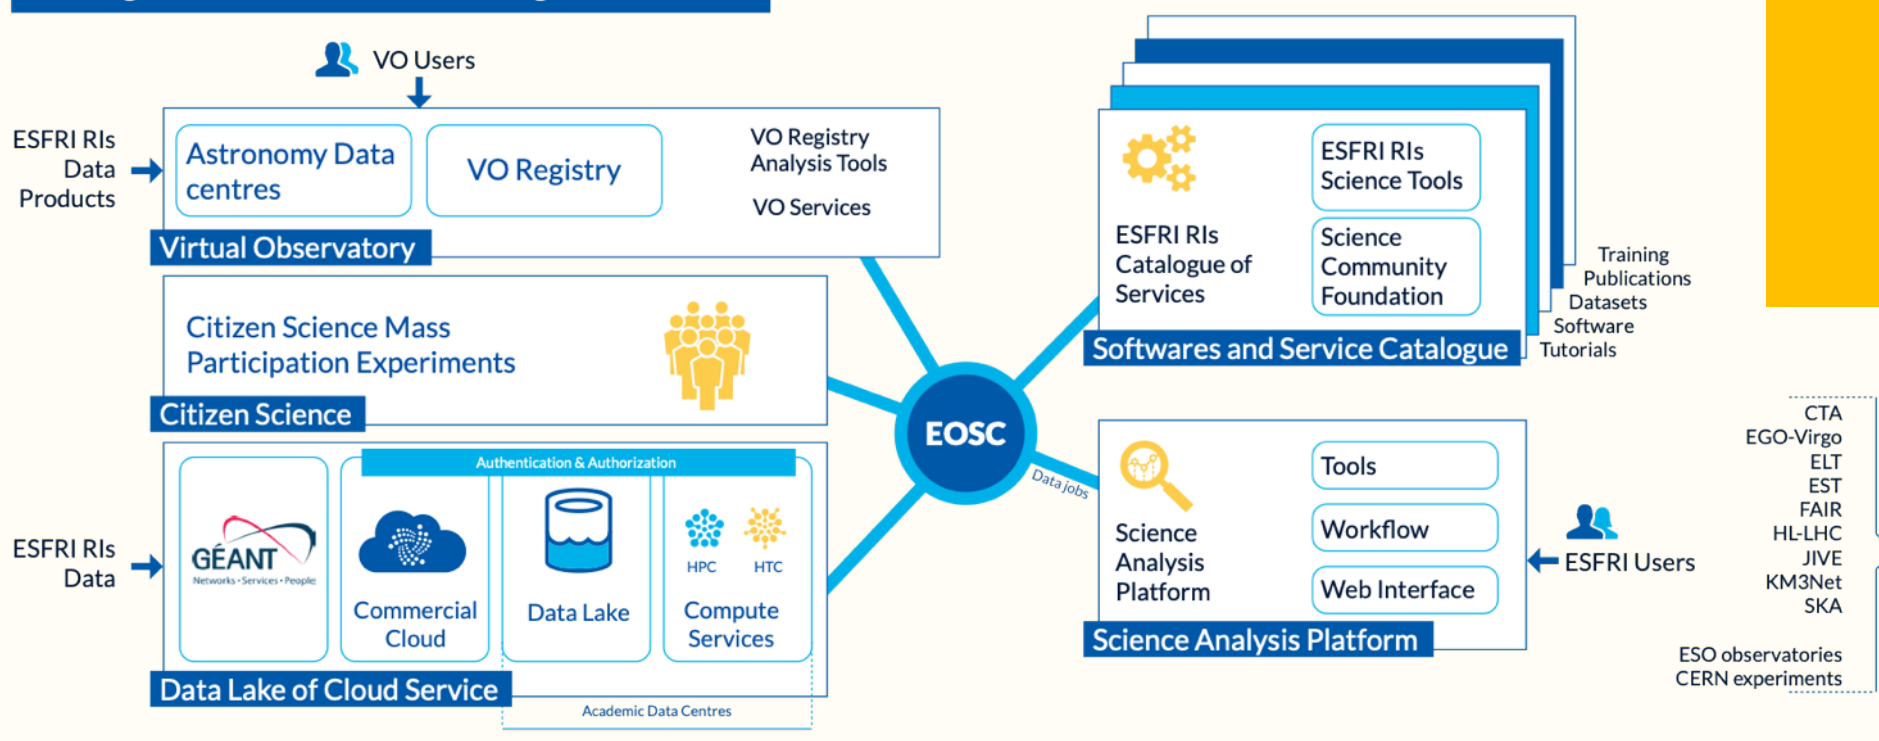 VO Users
ESFRI RIs
Data
Products
Astronomy Data
centres
VO Registry
VO Registry
Analysis Tools
VO Services
Virtual Observatory
Citizen Science Mass
Participation Experiments
Citizen Science
ESFRI RIs
Data
Authentication & Authorization
GÉANT
Networks • Services • People
Commercial
Cloud
Data Lake
HPC
HTC
Compute
Services
Data Lake of Cloud Service
Academic Data Centres
EOSC
Data jobs
ESFRI RIs
Catalogue of
Services
ESFRI RIs
Science Tools
Science
Community
Foundation
Softwares and Service Catalogue
Training
Publications
Datasets
Software
Tutorials
Science
Analysis
Platform
Tools
Workflow
Web Interface
Science Analysis Platform
ESFRI Users
CTA
EGO-Virgo
ELT
EST
FAIR
HL-LHC
JIVE
KM3Net
SKA
ESO observatories
CERN experiments